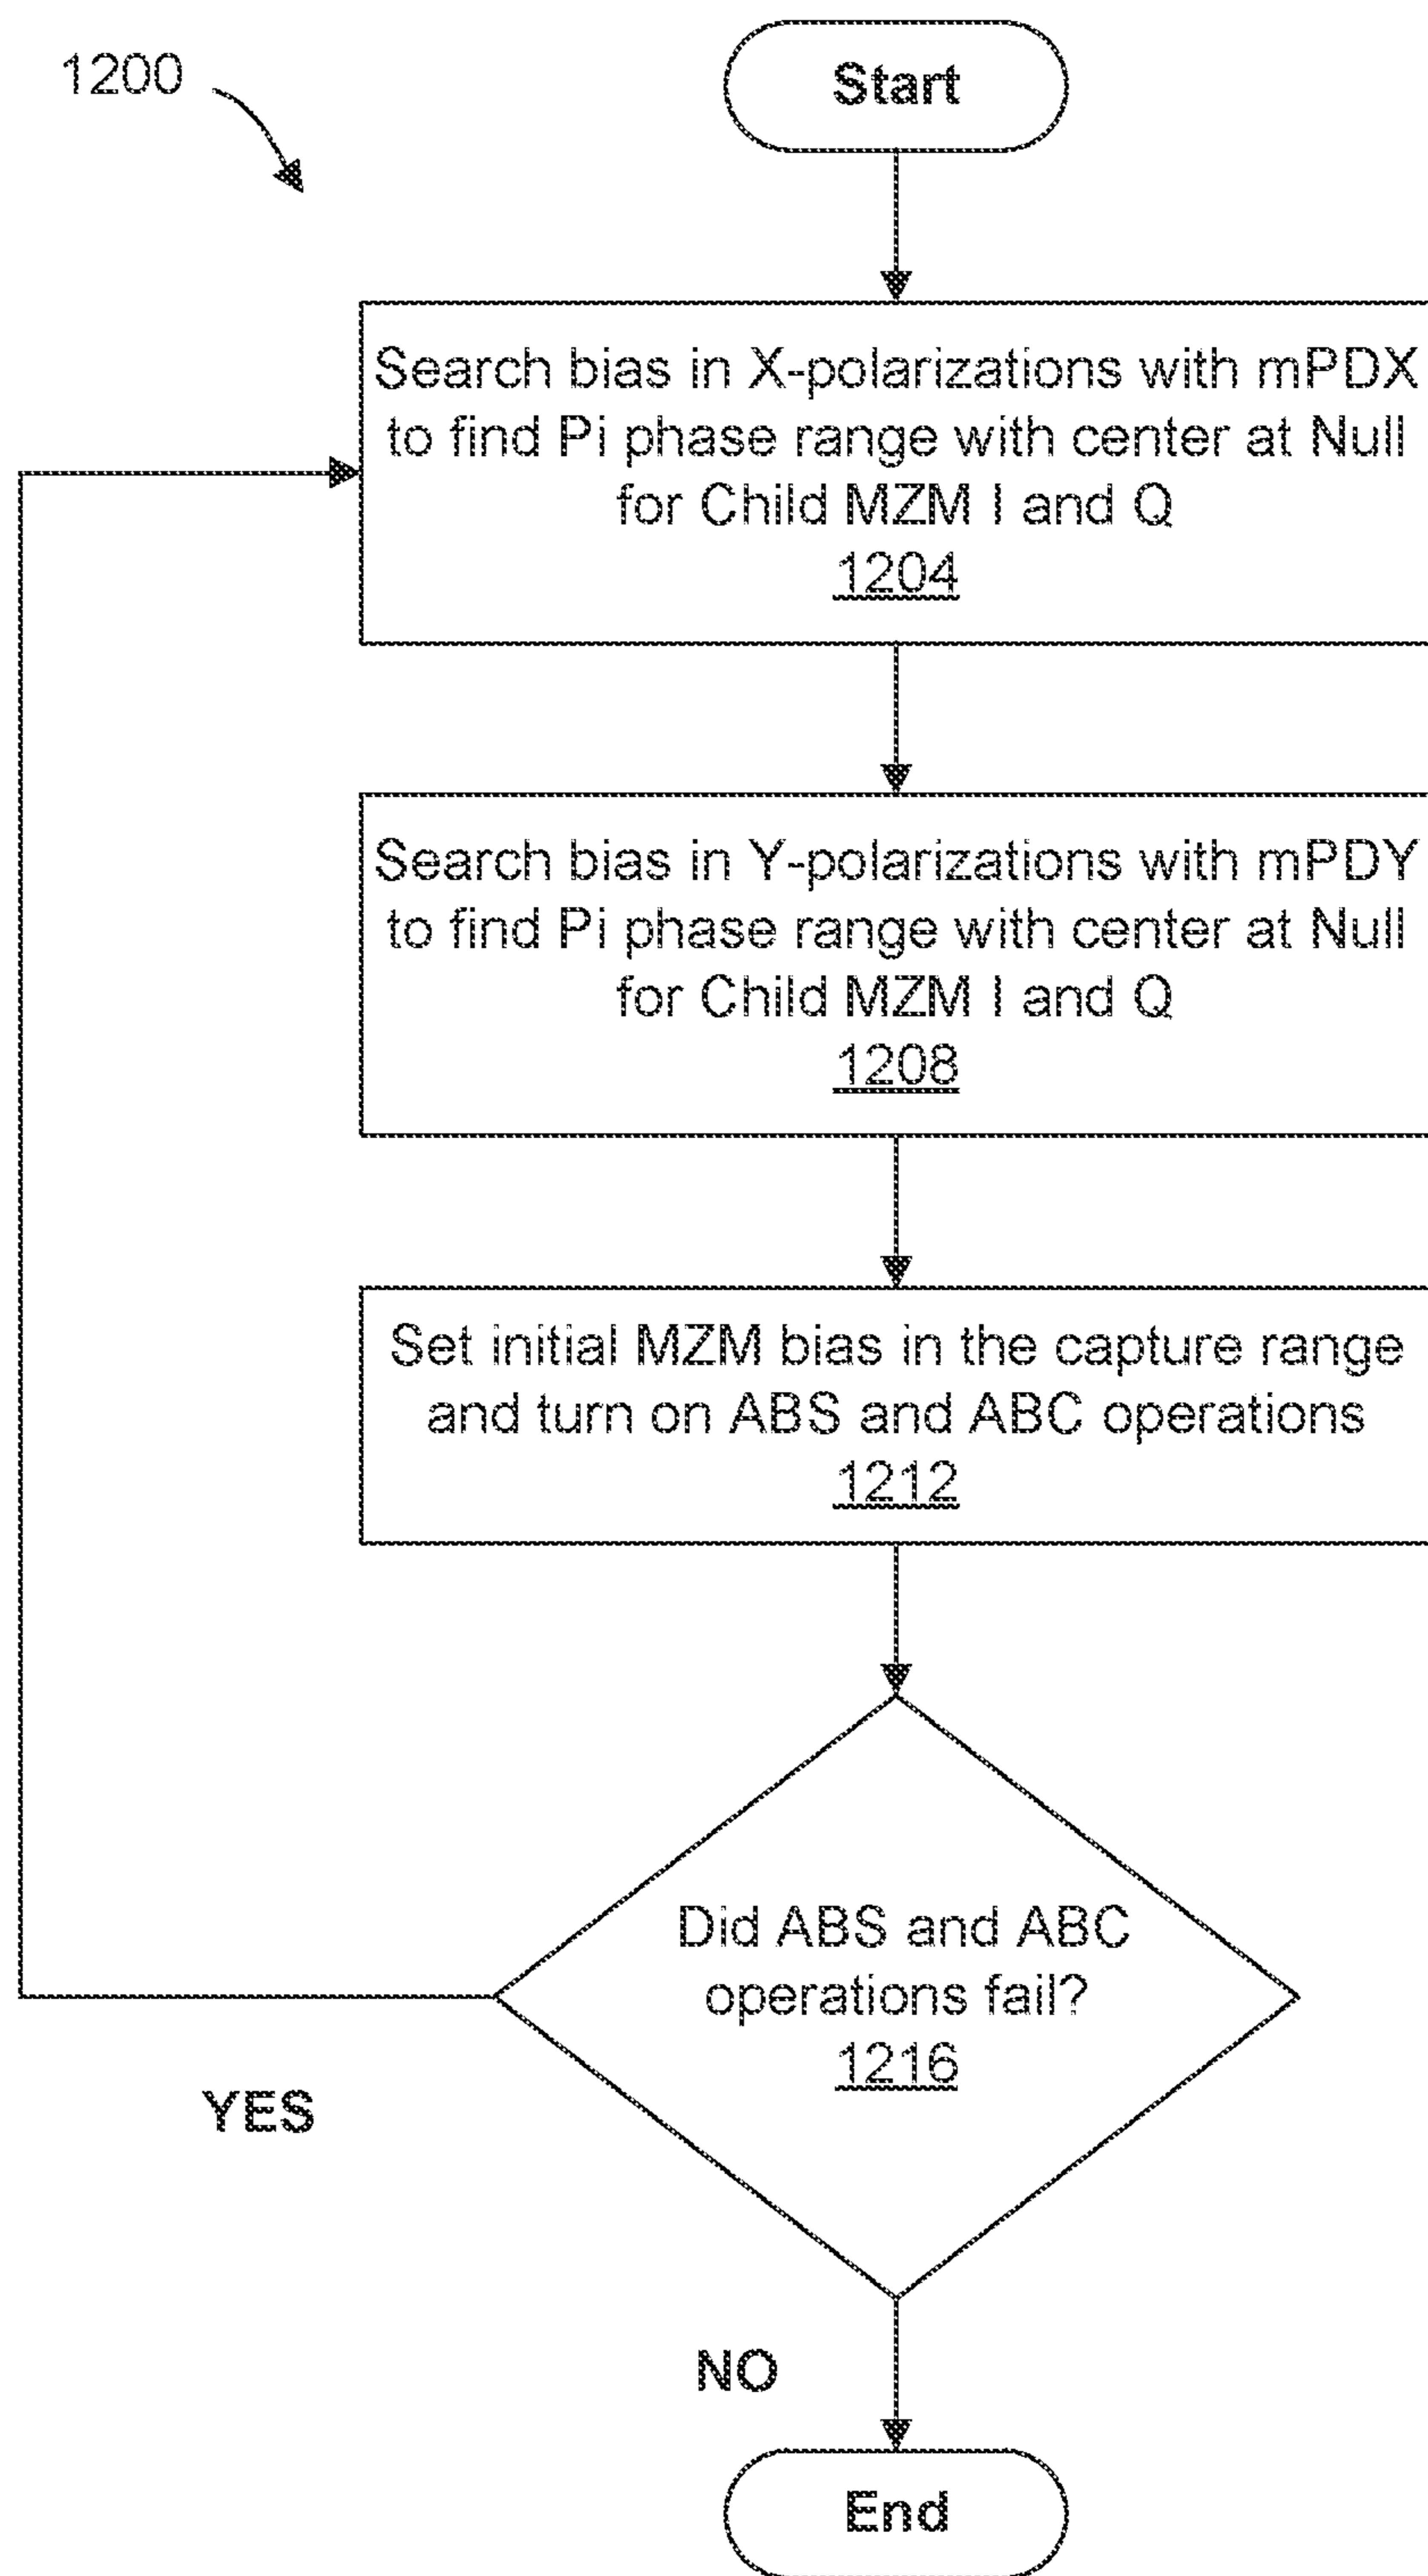 1200
Start
Search bias in X-polarizations with mPDX
to find Pi phase range with center at Null
for Child MZM I and Q
1204
Search bias in Y-polarizations with mPDY
to find Pi phase range with center at Null
for Child MZM I and Q
1208
Set initial MZM bias in the capture range
and turn on ABS and ABC operations
1212
Did ABS and ABC
operations fail?
1216
YES
NO
End